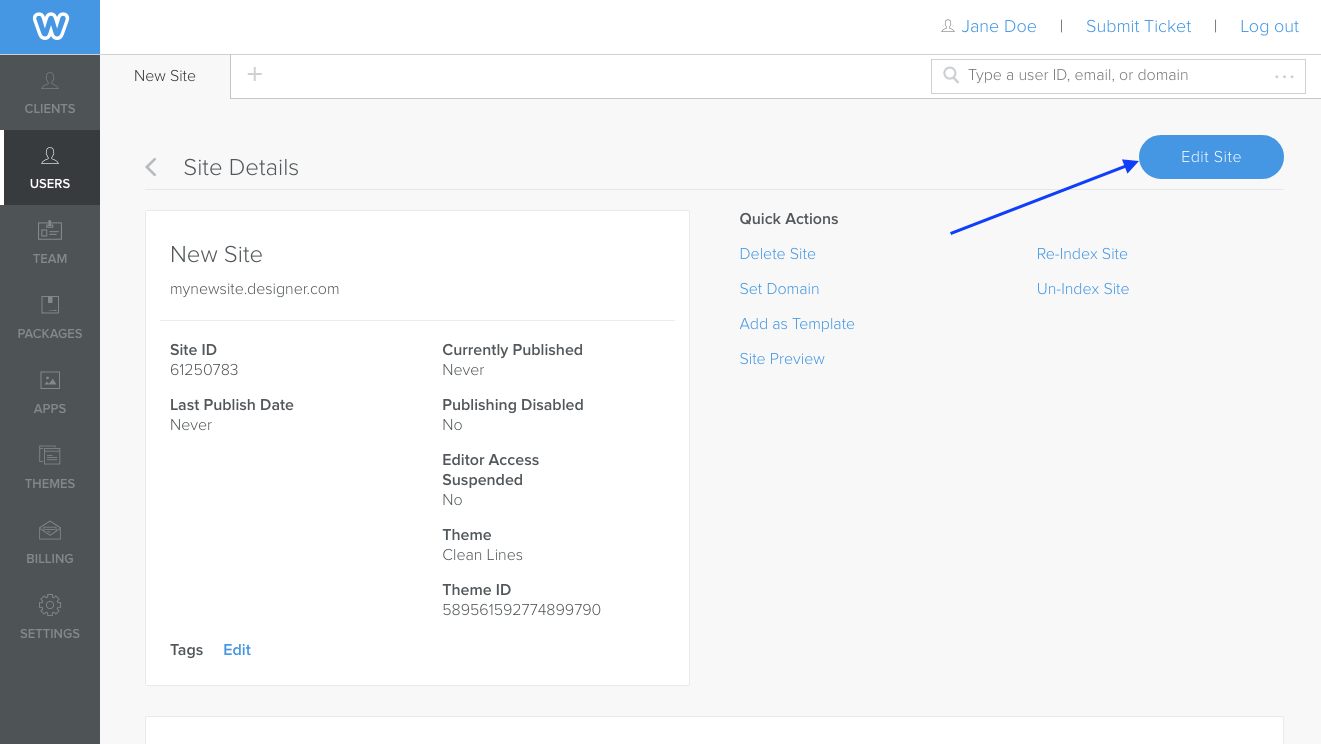 Jane Doe | Submit Ticket | Log out
New Site
Type a user ID, email, or domain
CLIENTS
USERS
TEAM
PACKAGES
APPS
THEMES
BILLING
SETTINGS
Site Details
Edit Site
New Site
mynewsite.designer.com
Site ID
61250783
Last Publish Date
Never
Currently Published
Never
Publishing Disabled
No
Editor Access
Suspended
No
Theme
Clean Lines
Theme ID
589561592774899790
Tags Edit
Quick Actions
Delete Site
Set Domain
Add as Template
Site Preview
Re-Index Site
Un-Index Site